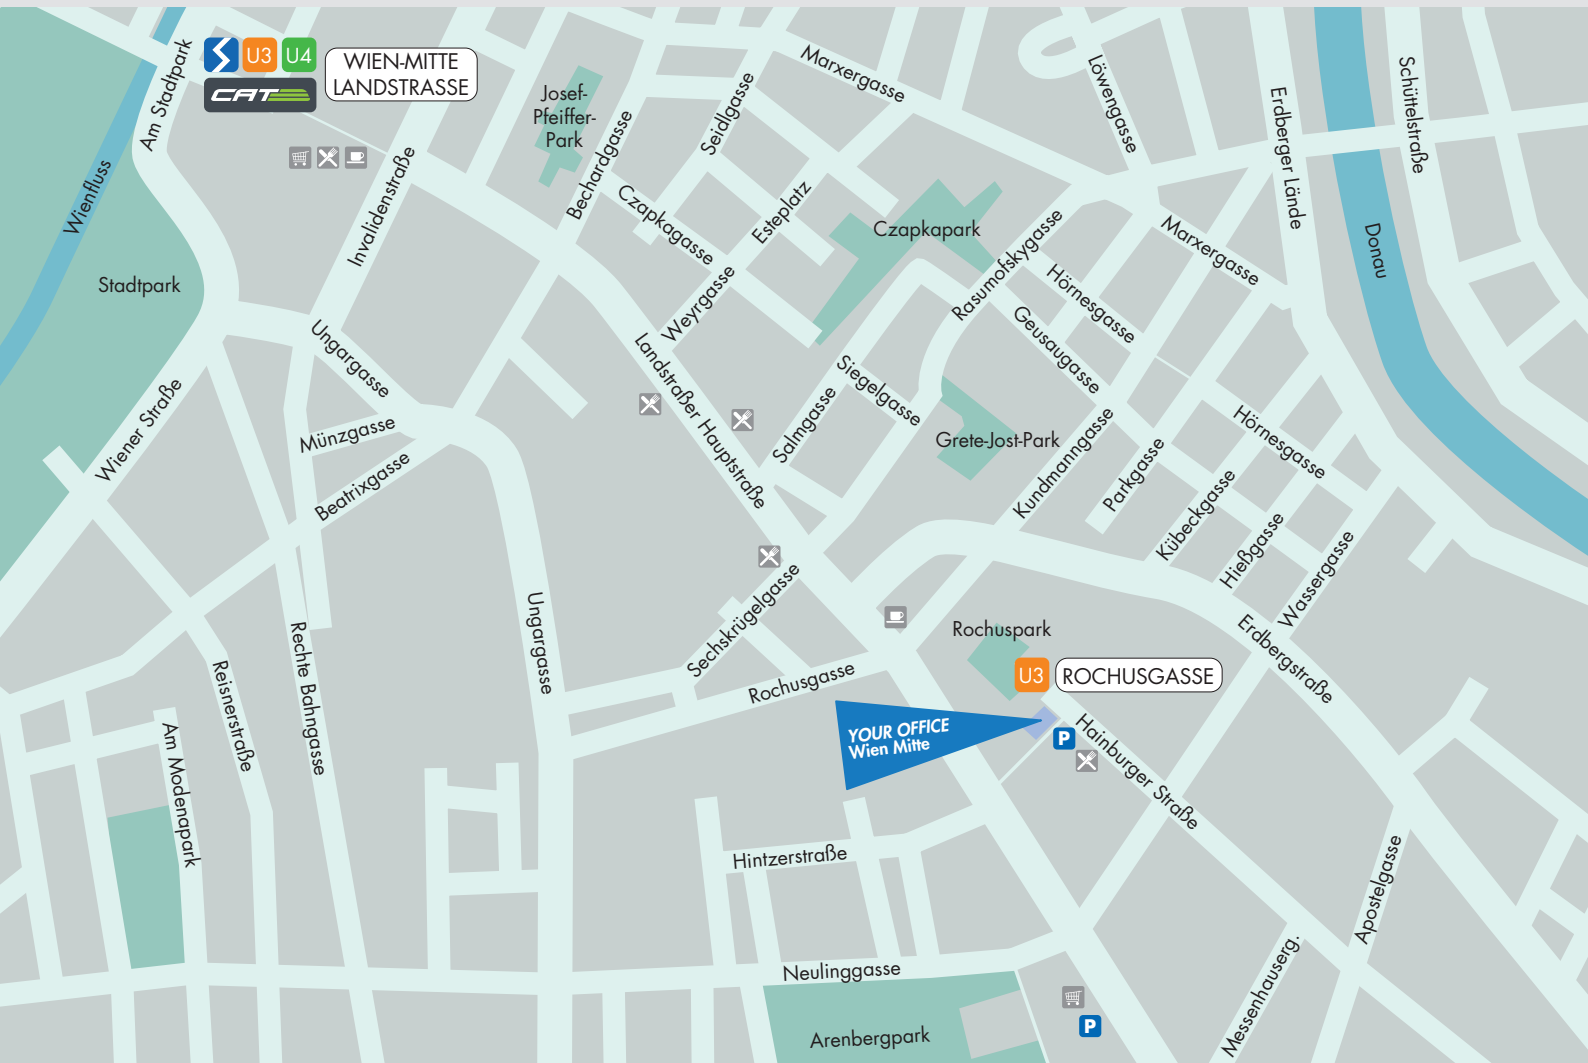 U3
U4
CAT
WIEN-MITTE
LANDSTRASSE
Am Stadtpark
Wienfluss
Stadtpark
Wiener Straße
Invalidenstraße
Josef-
Pfeiffer-
Park
Bechardgasse
Seidlgasse
Marxergasse
Löwengasse
Erdberger Lände
Schüttelstraße
Donau
Czapkagasse
Esteplatz
Weyrgasse
Czapkapark
Rasumofskygasse
Marxergasse
Hörnesgasse
Geusaugasse
Ungargasse
Münzgasse
Beatrixgasse
Landstraßer Hauptstraße
Siegelgasse
Salmgasse
Grete-Jost-Park
Kundmanngasse
Parkgasse
Hörnesgasse
Kübeckgasse
Hießgasse
Wassergasse
Sechskrügelgasse
Ungargasse
Rechte Bahngasse
Reisnerstraße
Am Modenapark
Rochusgasse
Rochuspark
U3
ROCHUSGASSE
Erdbergstraße
YOUR OFFICE
Wien Mitte
P
Hainburger Straße
Hintzerstraße
Apostelgasse
Messenhauserg.
Neulinggasse
Arenbergpark
P